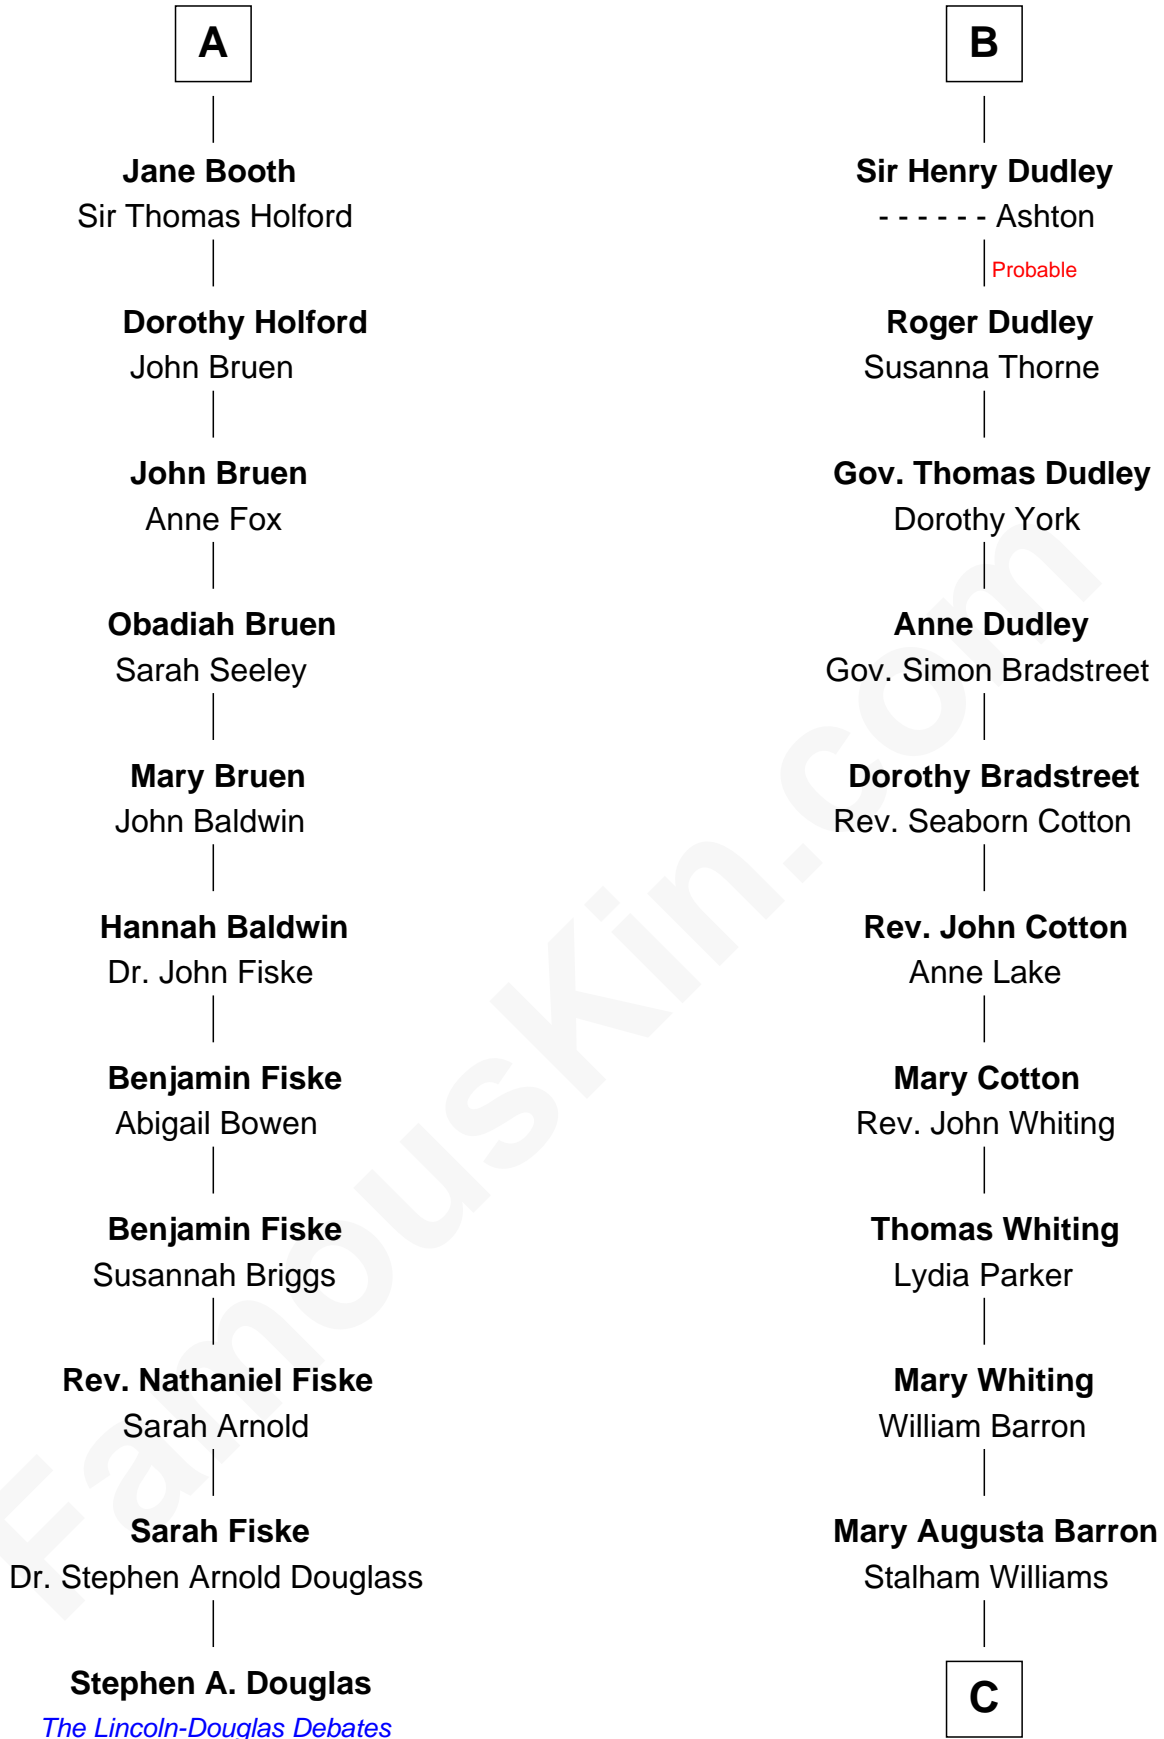 A
Jane Booth
Sir Thomas Holford
Dorothy Holford
John Bruen
John Bruen
Anne Fox
Obadiah Bruen
Sarah Seeley
Mary Bruen
John Baldwin
Hannah Baldwin
Dr. John Fiske
Benjamin Fiske
Abigail Bowen
Benjamin Fiske
Susannah Briggs
Rev. Nathaniel Fiske
Sarah Arnold
Sarah Fiske
Dr. Stephen Arnold Douglass
Stephen A. Douglas
The Lincoln-Douglas Debates
B
Sir Henry Dudley
- - - - - - Ashton
Probable
Roger Dudley
Susanna Thorne
Gov. Thomas Dudley
Dorothy York
Anne Dudley
Gov. Simon Bradstreet
Dorothy Bradstreet
Rev. Seaborn Cotton
Rev. John Cotton
Anne Lake
Mary Cotton
Rev. John Whiting
Thomas Whiting
Lydia Parker
Mary Whiting
William Barron
Mary Augusta Barron
Stalham Williams
C
FamousKin.com